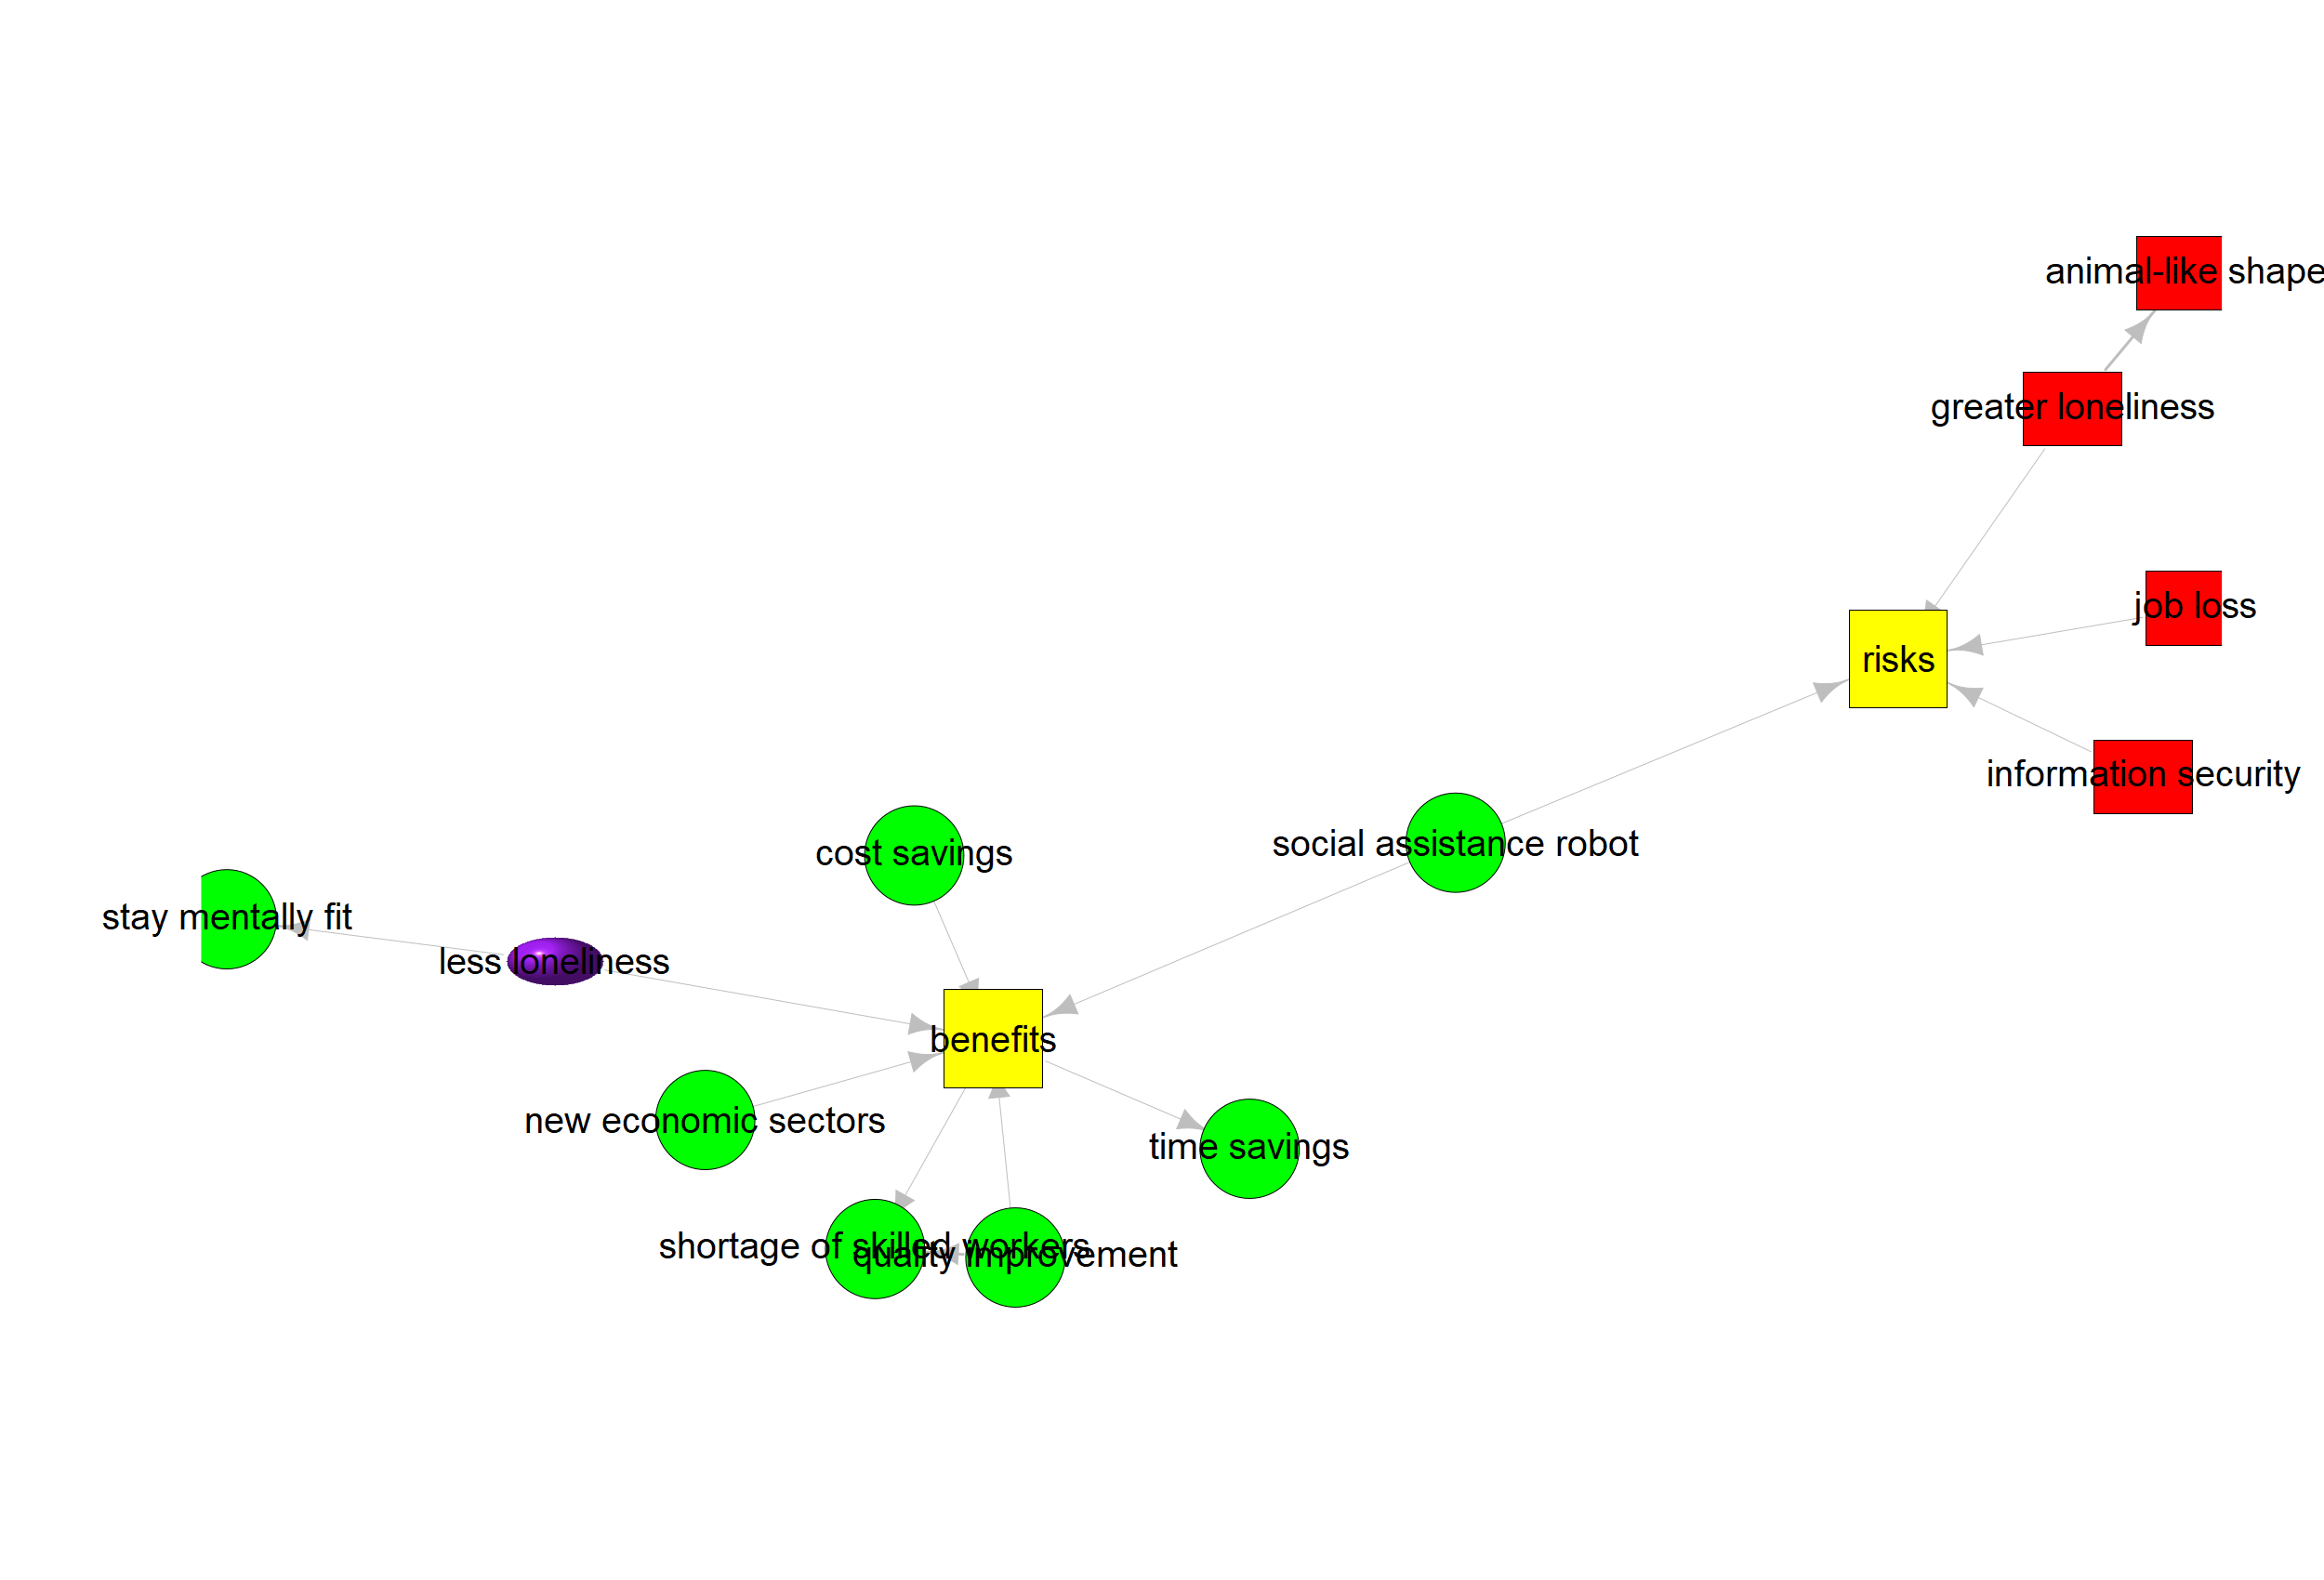 animal-like shape
greater loneliness
job loss
risks
information security
social assistance robot
cost savings
stay mentally fit
less loneliness
benefits
new economic sectors
time savings
shortage of skilled workers
quality improvement